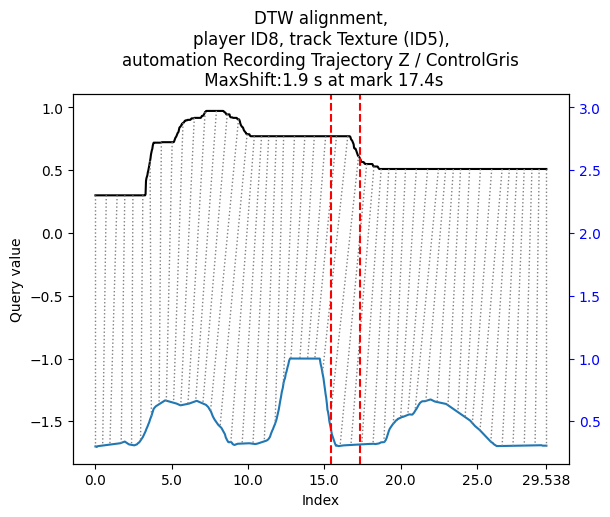 DTW alignment,
player ID8, track Texture (ID5),
automation Recording Trajectory Z / ControlGris
MaxShift:1.9 s at mark 17.4s
1.0
0.5
0.0
−0.5
−1.0
−1.5
Query value
3.0
2.5
2.0
1.5
1.0
0.5
0.0 5.0 10.0 15.0 20.0 25.0 29.538
Index